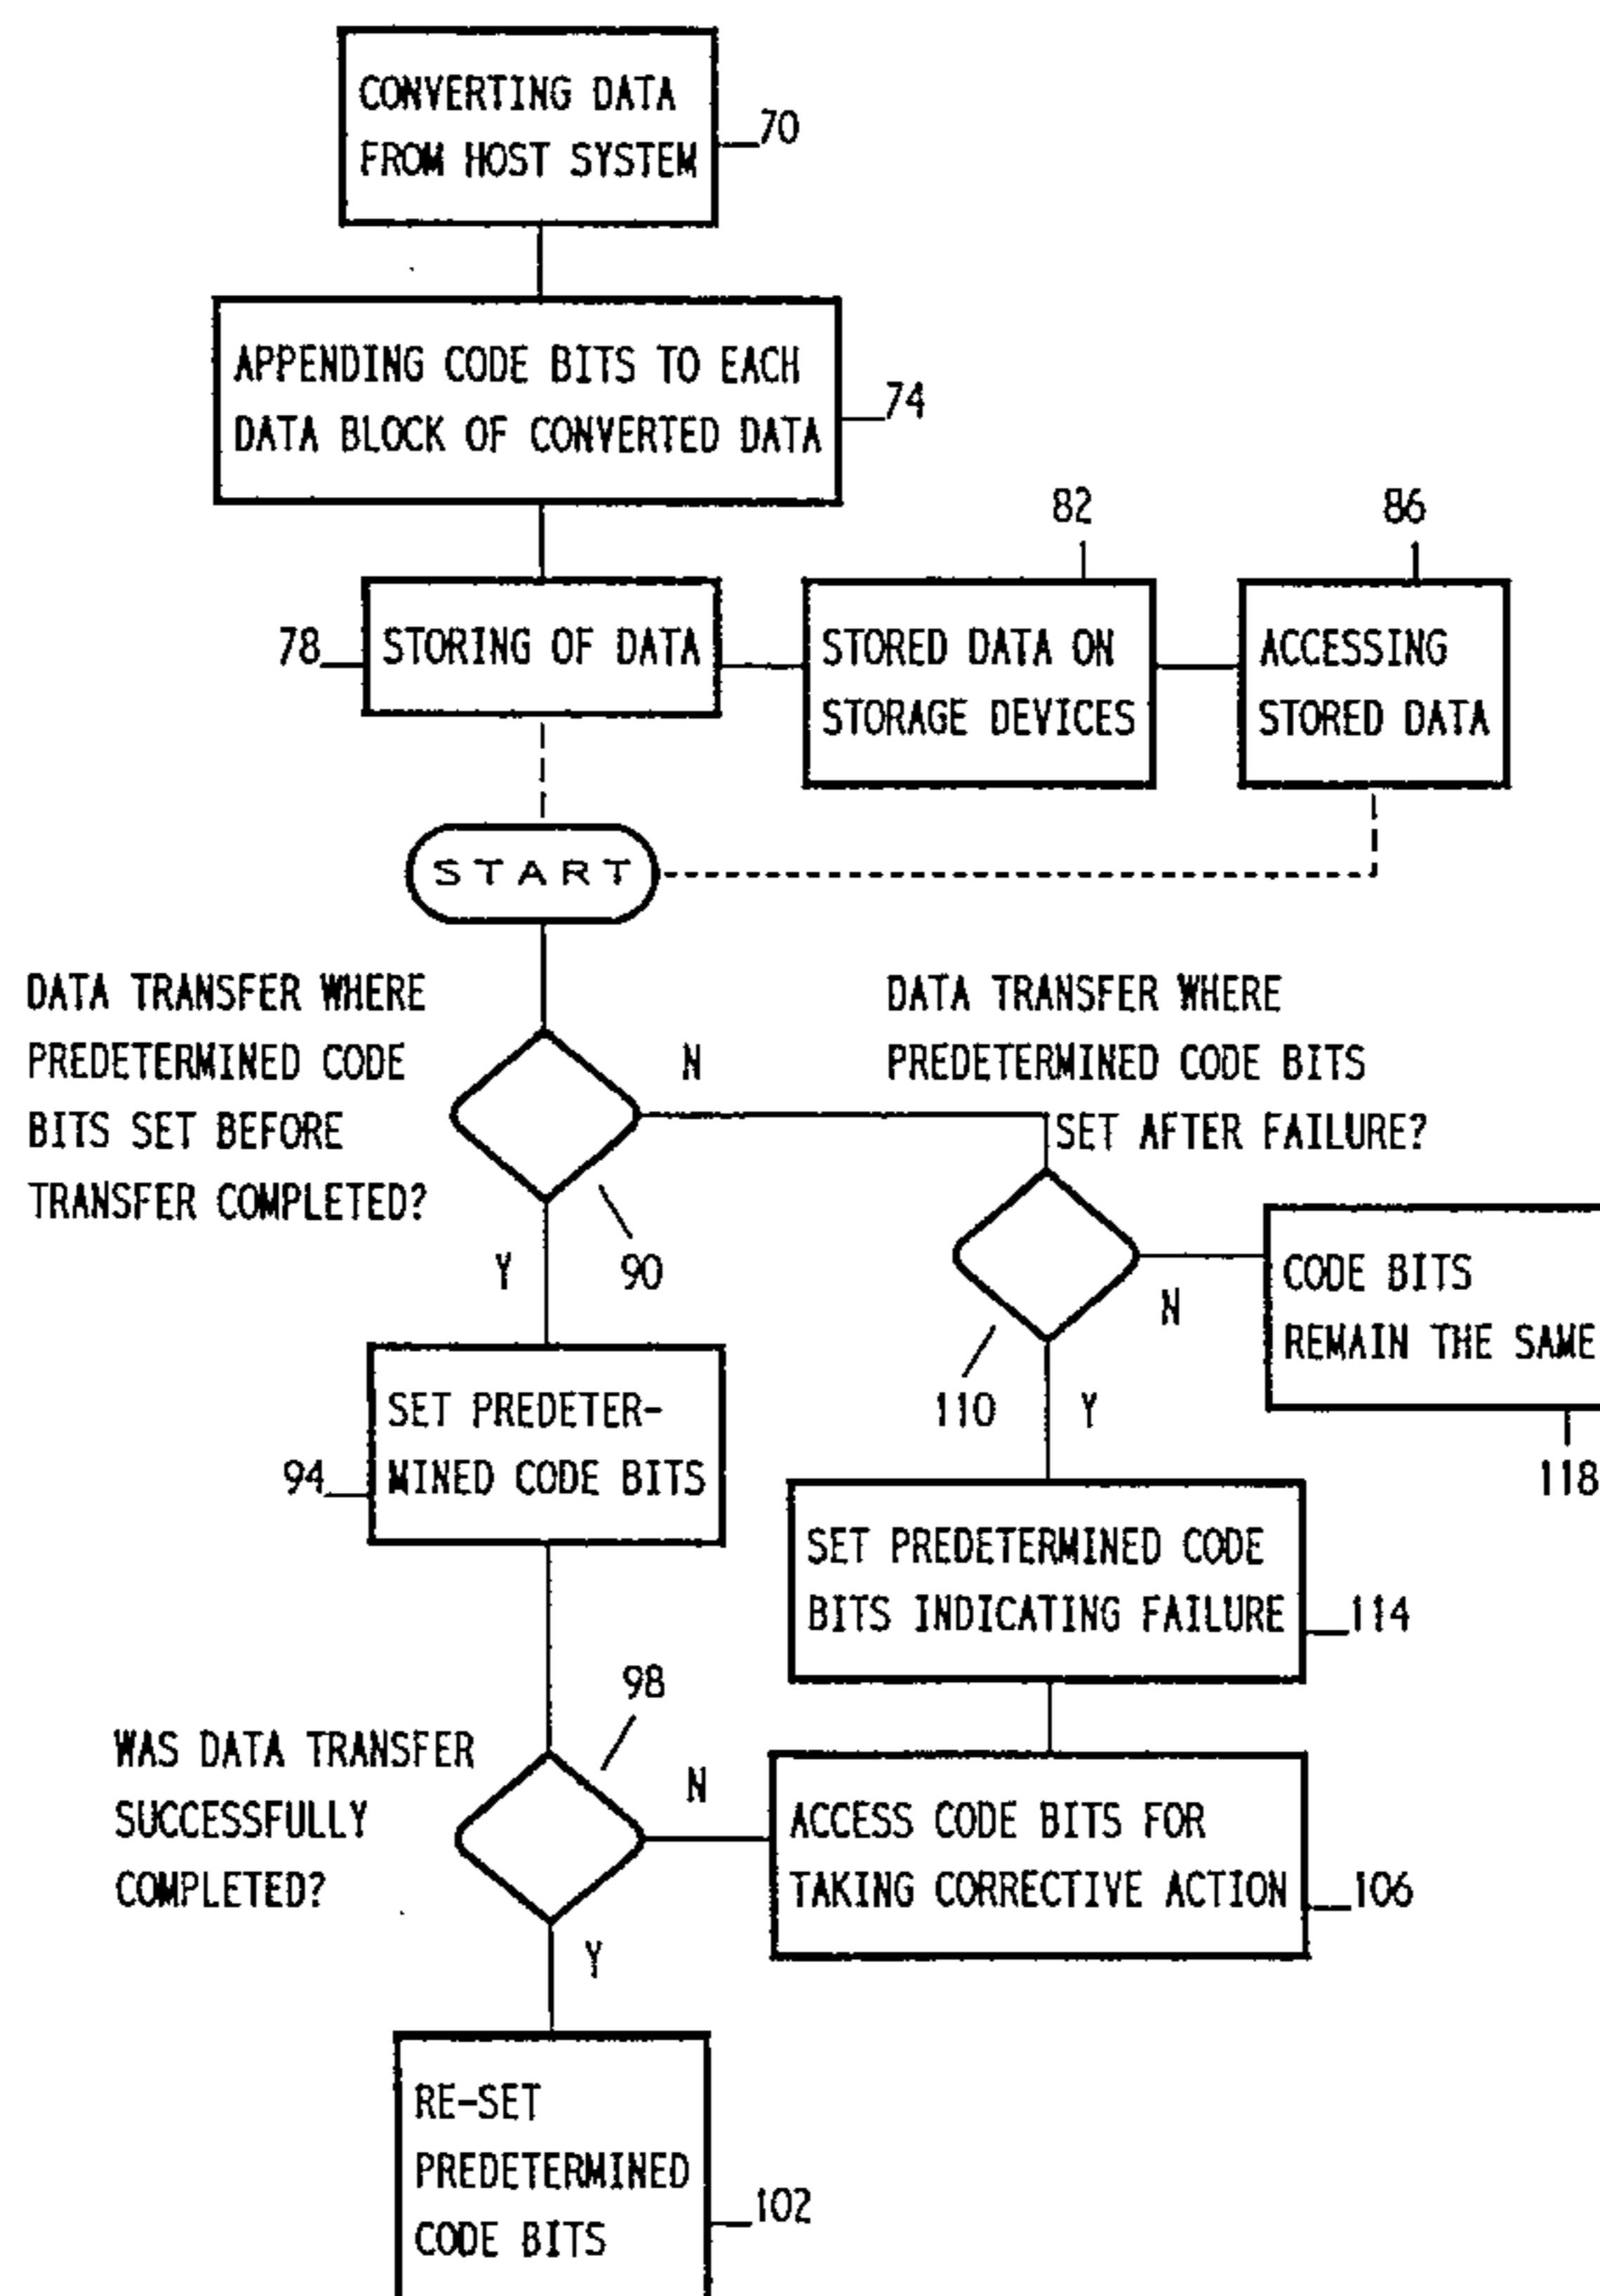 CONVERTING DATA
FROM HOST SYSTEM
70
APPENDING CODE BITS TO EACH
DATA BLOCK OF CONVERTED DATA
74
82
86
78
STORING OF DATA
STORED DATA ON
STORAGE DEVICES
ACCESSING
STORED DATA
START
DATA TRANSFER WHERE
PREDETERMINED CODE
BITS SET BEFORE
TRANSFER COMPLETED?
N
Y
90
DATA TRANSFER WHERE
PREDETERMINED CODE BITS
SET AFTER FAILURE?
N
110
Y
CODE BITS
REMAIN THE SAME
118
94
SET PREDETER-
MINED CODE BITS
SET PREDETERMINED CODE
BITS INDICATING FAILURE
114
98
WAS DATA TRANSFER
SUCCESSFULLY
COMPLETED?
N
Y
ACCESS CODE BITS FOR
TAKING CORRECTIVE ACTION
106
RE-SET
PREDETERMINED
CODE BITS
102